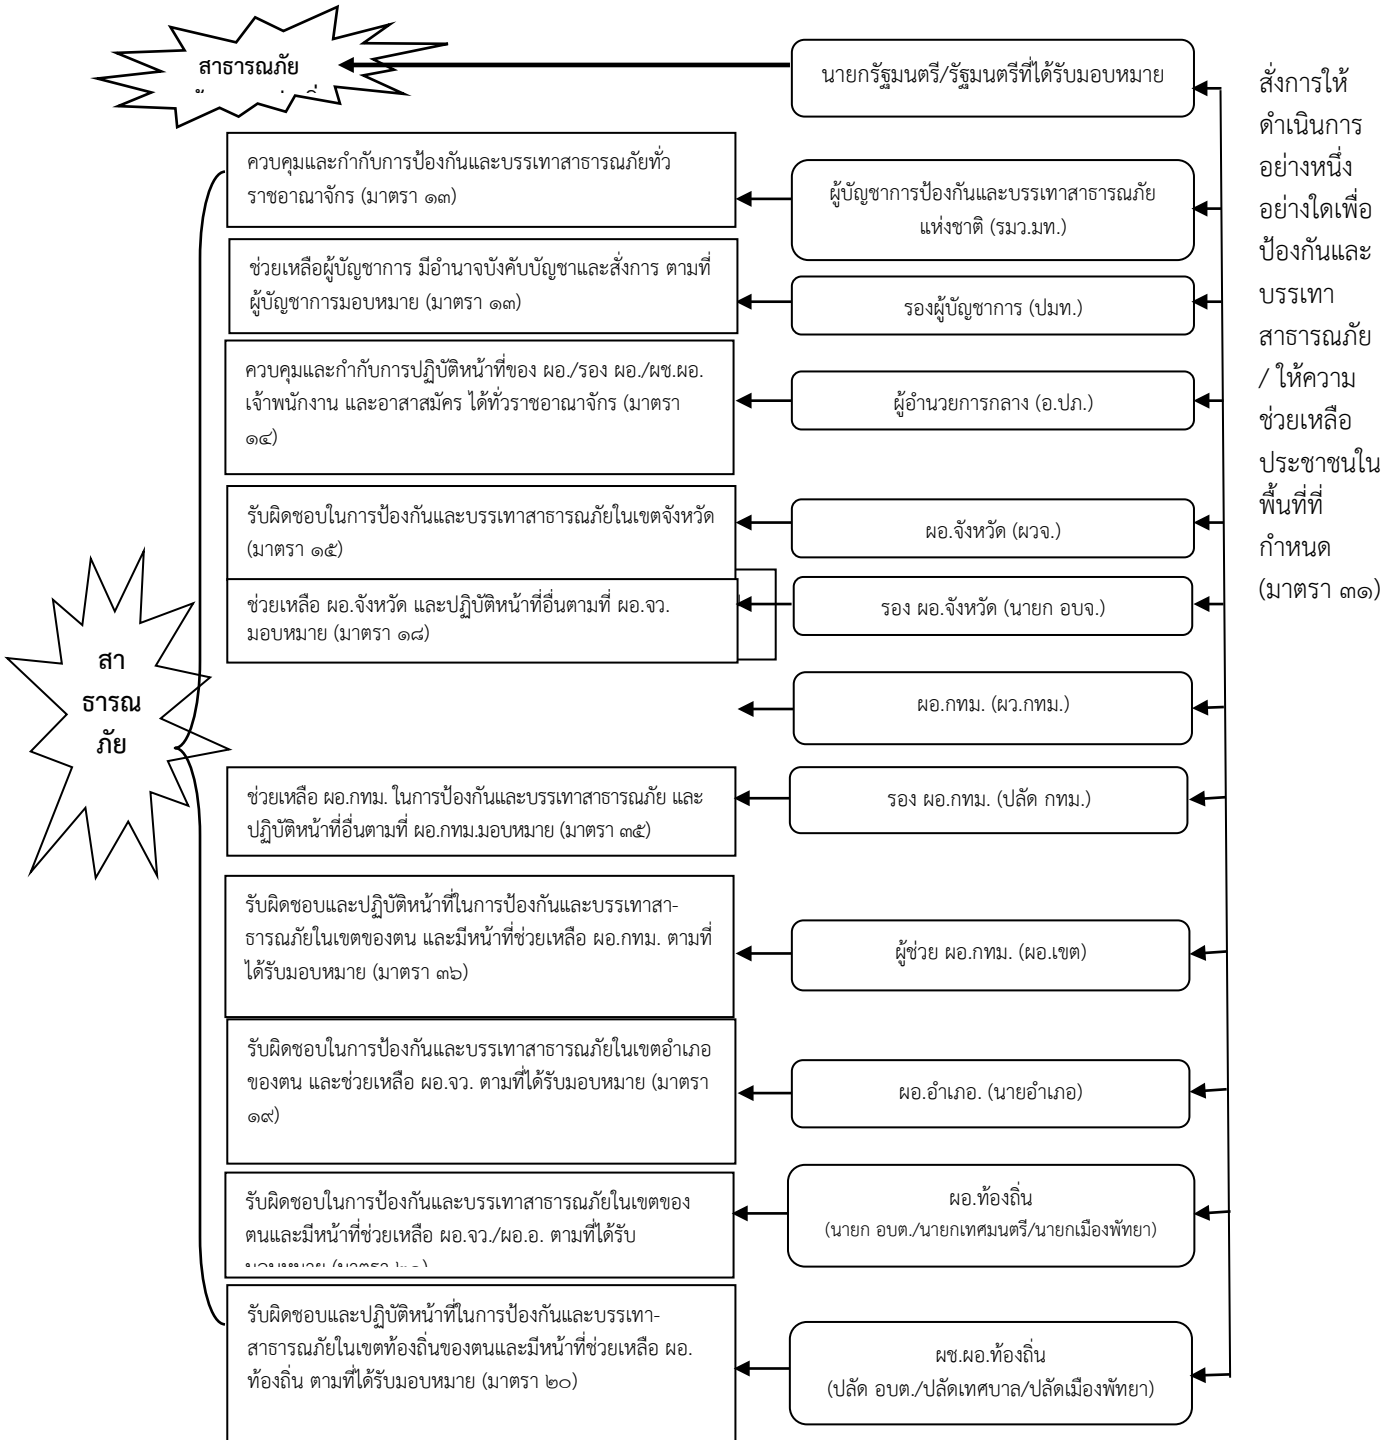 สาธารณภัย
นายกรัฐมนตรี/รัฐมนตรีที่ได้รับมอบหมาย
สั่งการให้
ดำเนินการ
อย่างหนึ่ง
อย่างใดเพื่อ
ป้องกันและ
บรรเทา
สาธารณภัย
/ ให้ความ
ช่วยเหลือ
ประชาชนใน
พื้นที่ที่
กำหนด
(มาตรา ๓๑)
ควบคุมและกำกับการป้องกันและบรรเทาสาธารณภัยทั่ว
ราชอาณาจักร (มาตรา ๑๓)
ผู้บัญชาการป้องกันและบรรเทาสาธารณภัย
แห่งชาติ (รมว.มท.)
ช่วยเหลือผู้บัญชาการ มีอำนาจบังคับบัญชาและสั่งการ ตามที่
ผู้บัญชาการมอบหมาย (มาตรา ๑๓)
รองผู้บัญชาการ (ปมท.)
ควบคุมและกำกับการปฏิบัติหน้าที่ของ ผอ./รอง ผอ./ผช.ผอ.
เจ้าพนักงาน และอาสาสมัคร ได้ทั่วราชอาณาจักร (มาตรา
๑๔)
ผู้อำนวยการกลาง (อ.ปภ.)
รับผิดชอบในการป้องกันและบรรเทาสาธารณภัยในเขตจังหวัด
(มาตรา ๑๕)
ผอ.จังหวัด (ผวจ.)
ช่วยเหลือ ผอ.จังหวัด และปฏิบัติหน้าที่อื่นตามที่ ผอ.จว.
มอบหมาย (มาตรา ๑๘)
รอง ผอ.จังหวัด (นายก อบจ.)
สา
ธารณ
ภัย
ผอ.กทม. (ผว.กทม.)
ช่วยเหลือ ผอ.กทม. ในการป้องกันและบรรเทาสาธารณภัย และ
ปฏิบัติหน้าที่อื่นตามที่ ผอ.กทม.มอบหมาย (มาตรา ๓๕)
รอง ผอ.กทม. (ปลัด กทม.)
รับผิดชอบและปฏิบัติหน้าที่ในการป้องกันและบรรเทาสา-
ธารณภัยในเขตของตน และมีหน้าที่ช่วยเหลือ ผอ.กทม. ตามที่
ได้รับมอบหมาย (มาตรา ๓๖)
ผู้ช่วย ผอ.กทม. (ผอ.เขต)
รับผิดชอบในการป้องกันและบรรเทาสาธารณภัยในเขตอำเภอ
ของตน และช่วยเหลือ ผอ.จว. ตามที่ได้รับมอบหมาย (มาตรา
๑๙)
ผอ.อำเภอ. (นายอำเภอ)
รับผิดชอบในการป้องกันและบรรเทาสาธารณภัยในเขตของ
ตนและมีหน้าที่ช่วยเหลือ ผอ.จว./ผอ.อ. ตามที่ได้รับ
ผอ.ท้องถิ่น
(นายก อบต./นายกเทศมนตรี/นายกเมืองพัทยา)
รับผิดชอบและปฏิบัติหน้าที่ในการป้องกันและบรรเทา-
สาธารณภัยในเขตท้องถิ่นของตนและมีหน้าที่ช่วยเหลือ ผอ.
ท้องถิ่น ตามที่ได้รับมอบหมาย (มาตรา ๒๐)
ผช.ผอ.ท้องถิ่น
(ปลัด อบต./ปลัดเทศบาล/ปลัดเมืองพัทยา)